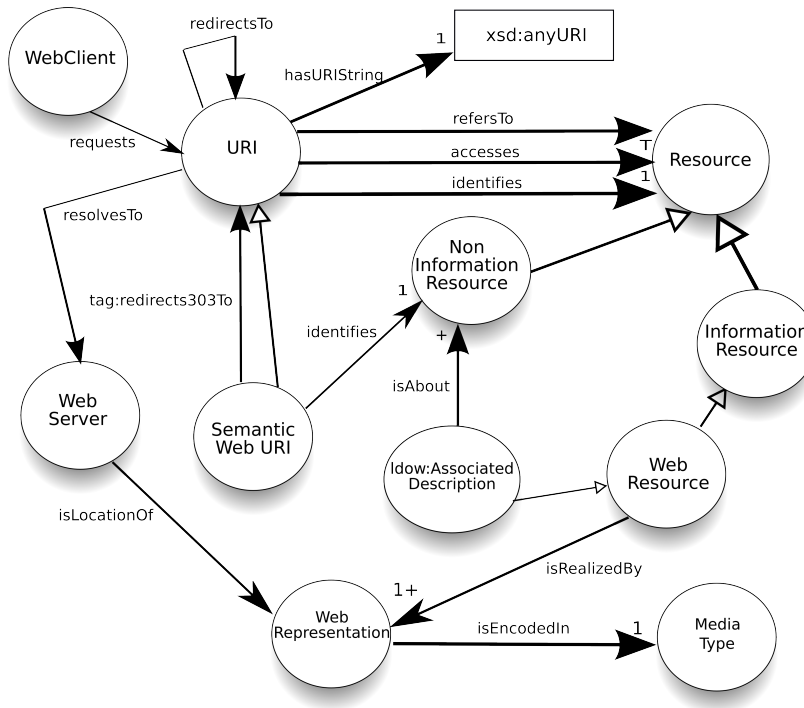 redirectsTo
1
xsd:anyURI
WebClient
hasURIString
refersTo
requests
URI
T
accesses
Resource
1
identifies
resolvesTo
Non
Information
Resource
tag:redirects303To
1
identifies
+
Information
Resource
isAbout
Web
Server
Semantic
Web URI
ldow:Associated
Description
Web
Resource
isLocationOf
isRealizedBy
1+
Web
Representation
isEncodedIn
1
Media
Type